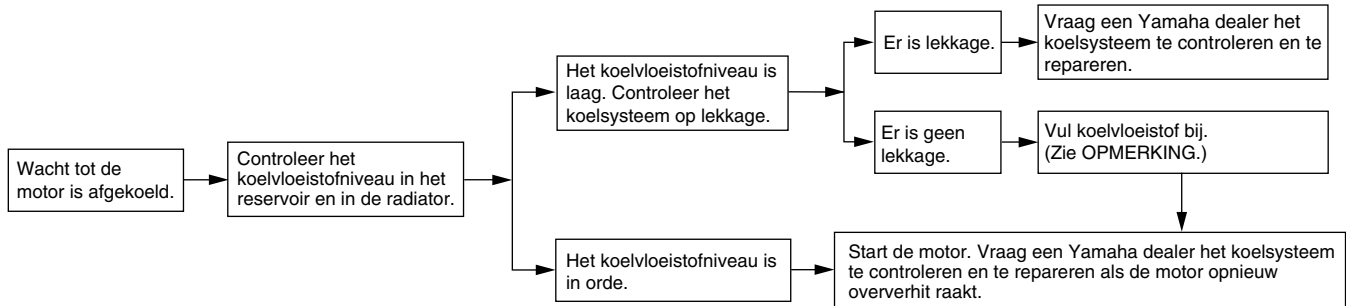 Wacht tot de
motor is afgekoeld.
Controleer het
koelvloeistofniveau in het
reservoir en in de radiator.
Het koelvloeistofniveau is
laag. Controleer het
koelsysteem op lekkage.
Er is lekkage.
Vraag een Yamaha dealer het
koelsysteem te controleren en te
repareren.
Er is geen
lekkage.
Vul koelvloeistof bij.
(Zie OPMERKING.)
Het koelvloeistofniveau is
in orde.
Start de motor. Vraag een Yamaha dealer het koelsysteem
te controleren en te repareren als de motor opnieuw
oververhit raakt.